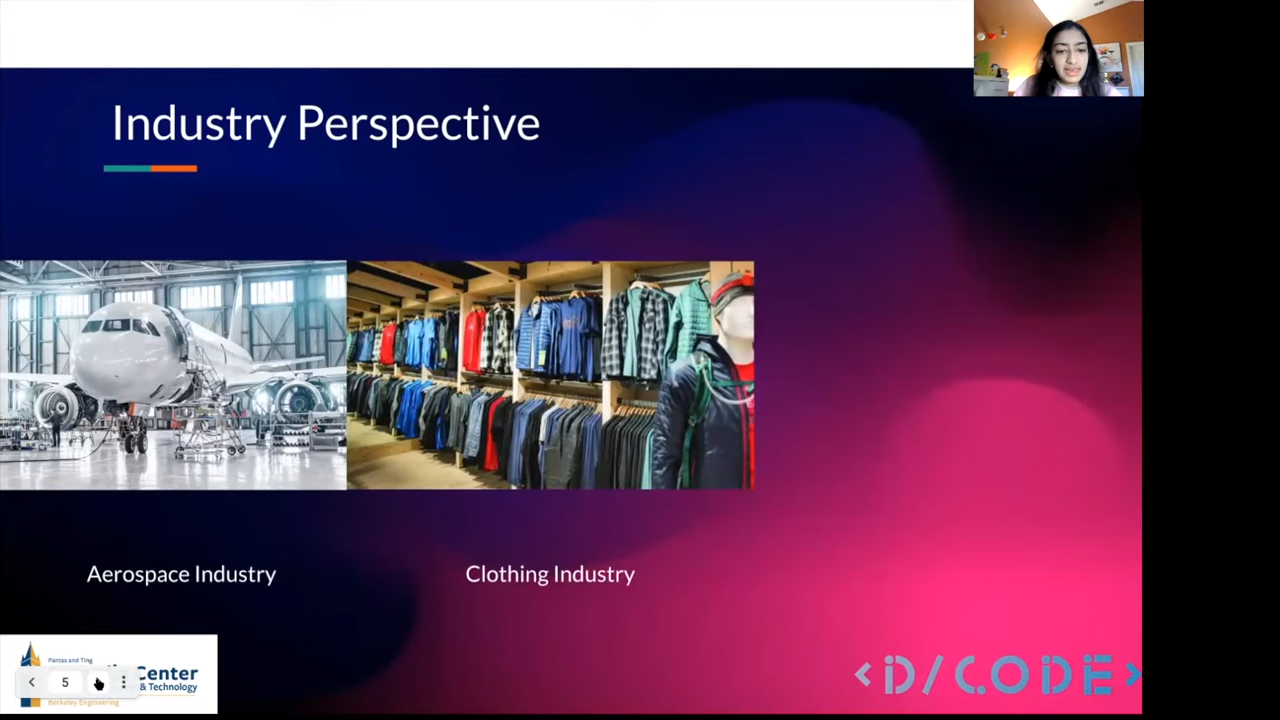 Industry Perspective
Aerospace Industry
Clothing Industry
Pantas and Ting
Center
& Technology
Berkeley Engineering
5
<D/CODE>